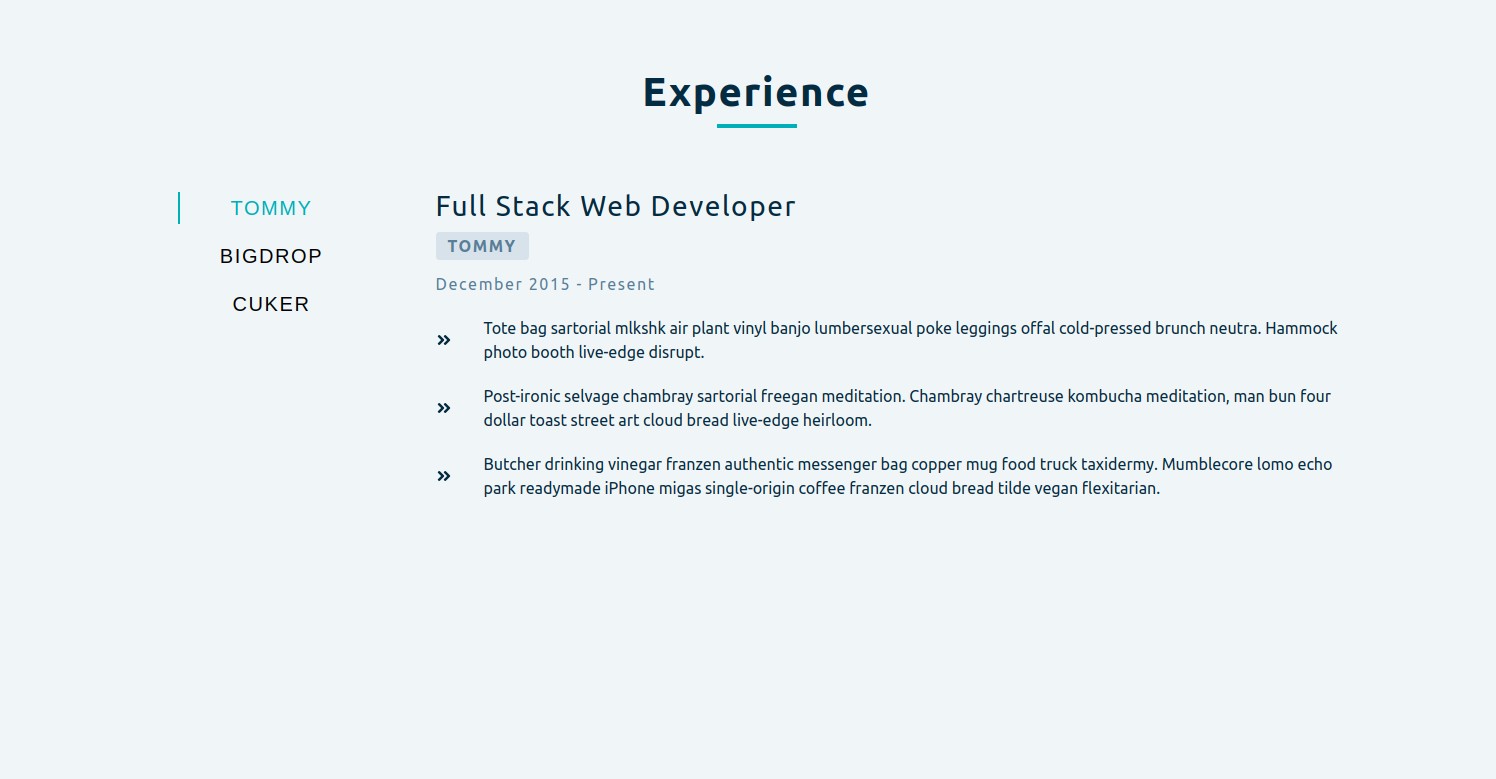 Experience
TOMMY
BIGDROP
CUKER
Full Stack Web Developer
TOMMY
December 2015 - Present
Tote bag sartorial mlkshk air plant vinyl banjo lumbersexual poke leggings offal cold-pressed brunch neutra. Hammock
photo booth live-edge disrupt.
Post-ironic selvage chambray sartorial freegan meditation. Chambray chartreuse kombucha meditation, man bun four
dollar toast street art cloud bread live-edge heirloom.
Butcher drinking vinegar franzen authentic messenger bag copper mug food truck taxidermy. Mumblecore lomo echo
park readymade iPhone migas single-origin coffee franzen cloud bread tilde vegan flexitarian.